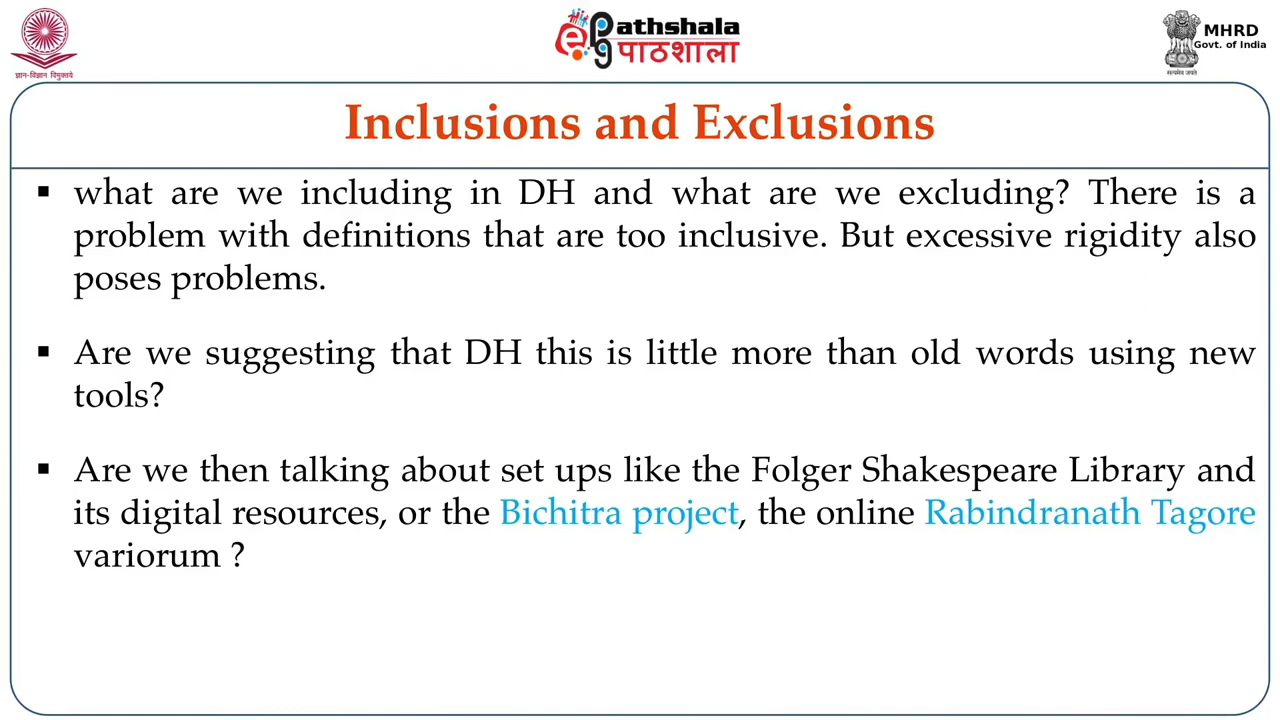 ज्ञान-विज्ञान विमुक्तये
ePathshala
पाठशाला
MHRD
Govt. of India
सत्यमेव जयते
Inclusions and Exclusions
▪ what are we including in DH and what are we excluding? There is a
problem with definitions that are too inclusive. But excessive rigidity also
poses problems.
▪ Are we suggesting that DH this is little more than old words using new
tools?
▪ Are we then talking about set ups like the Folger Shakespeare Library and
its digital resources, or the Bichitra project, the online Rabindranath Tagore
variorum ?